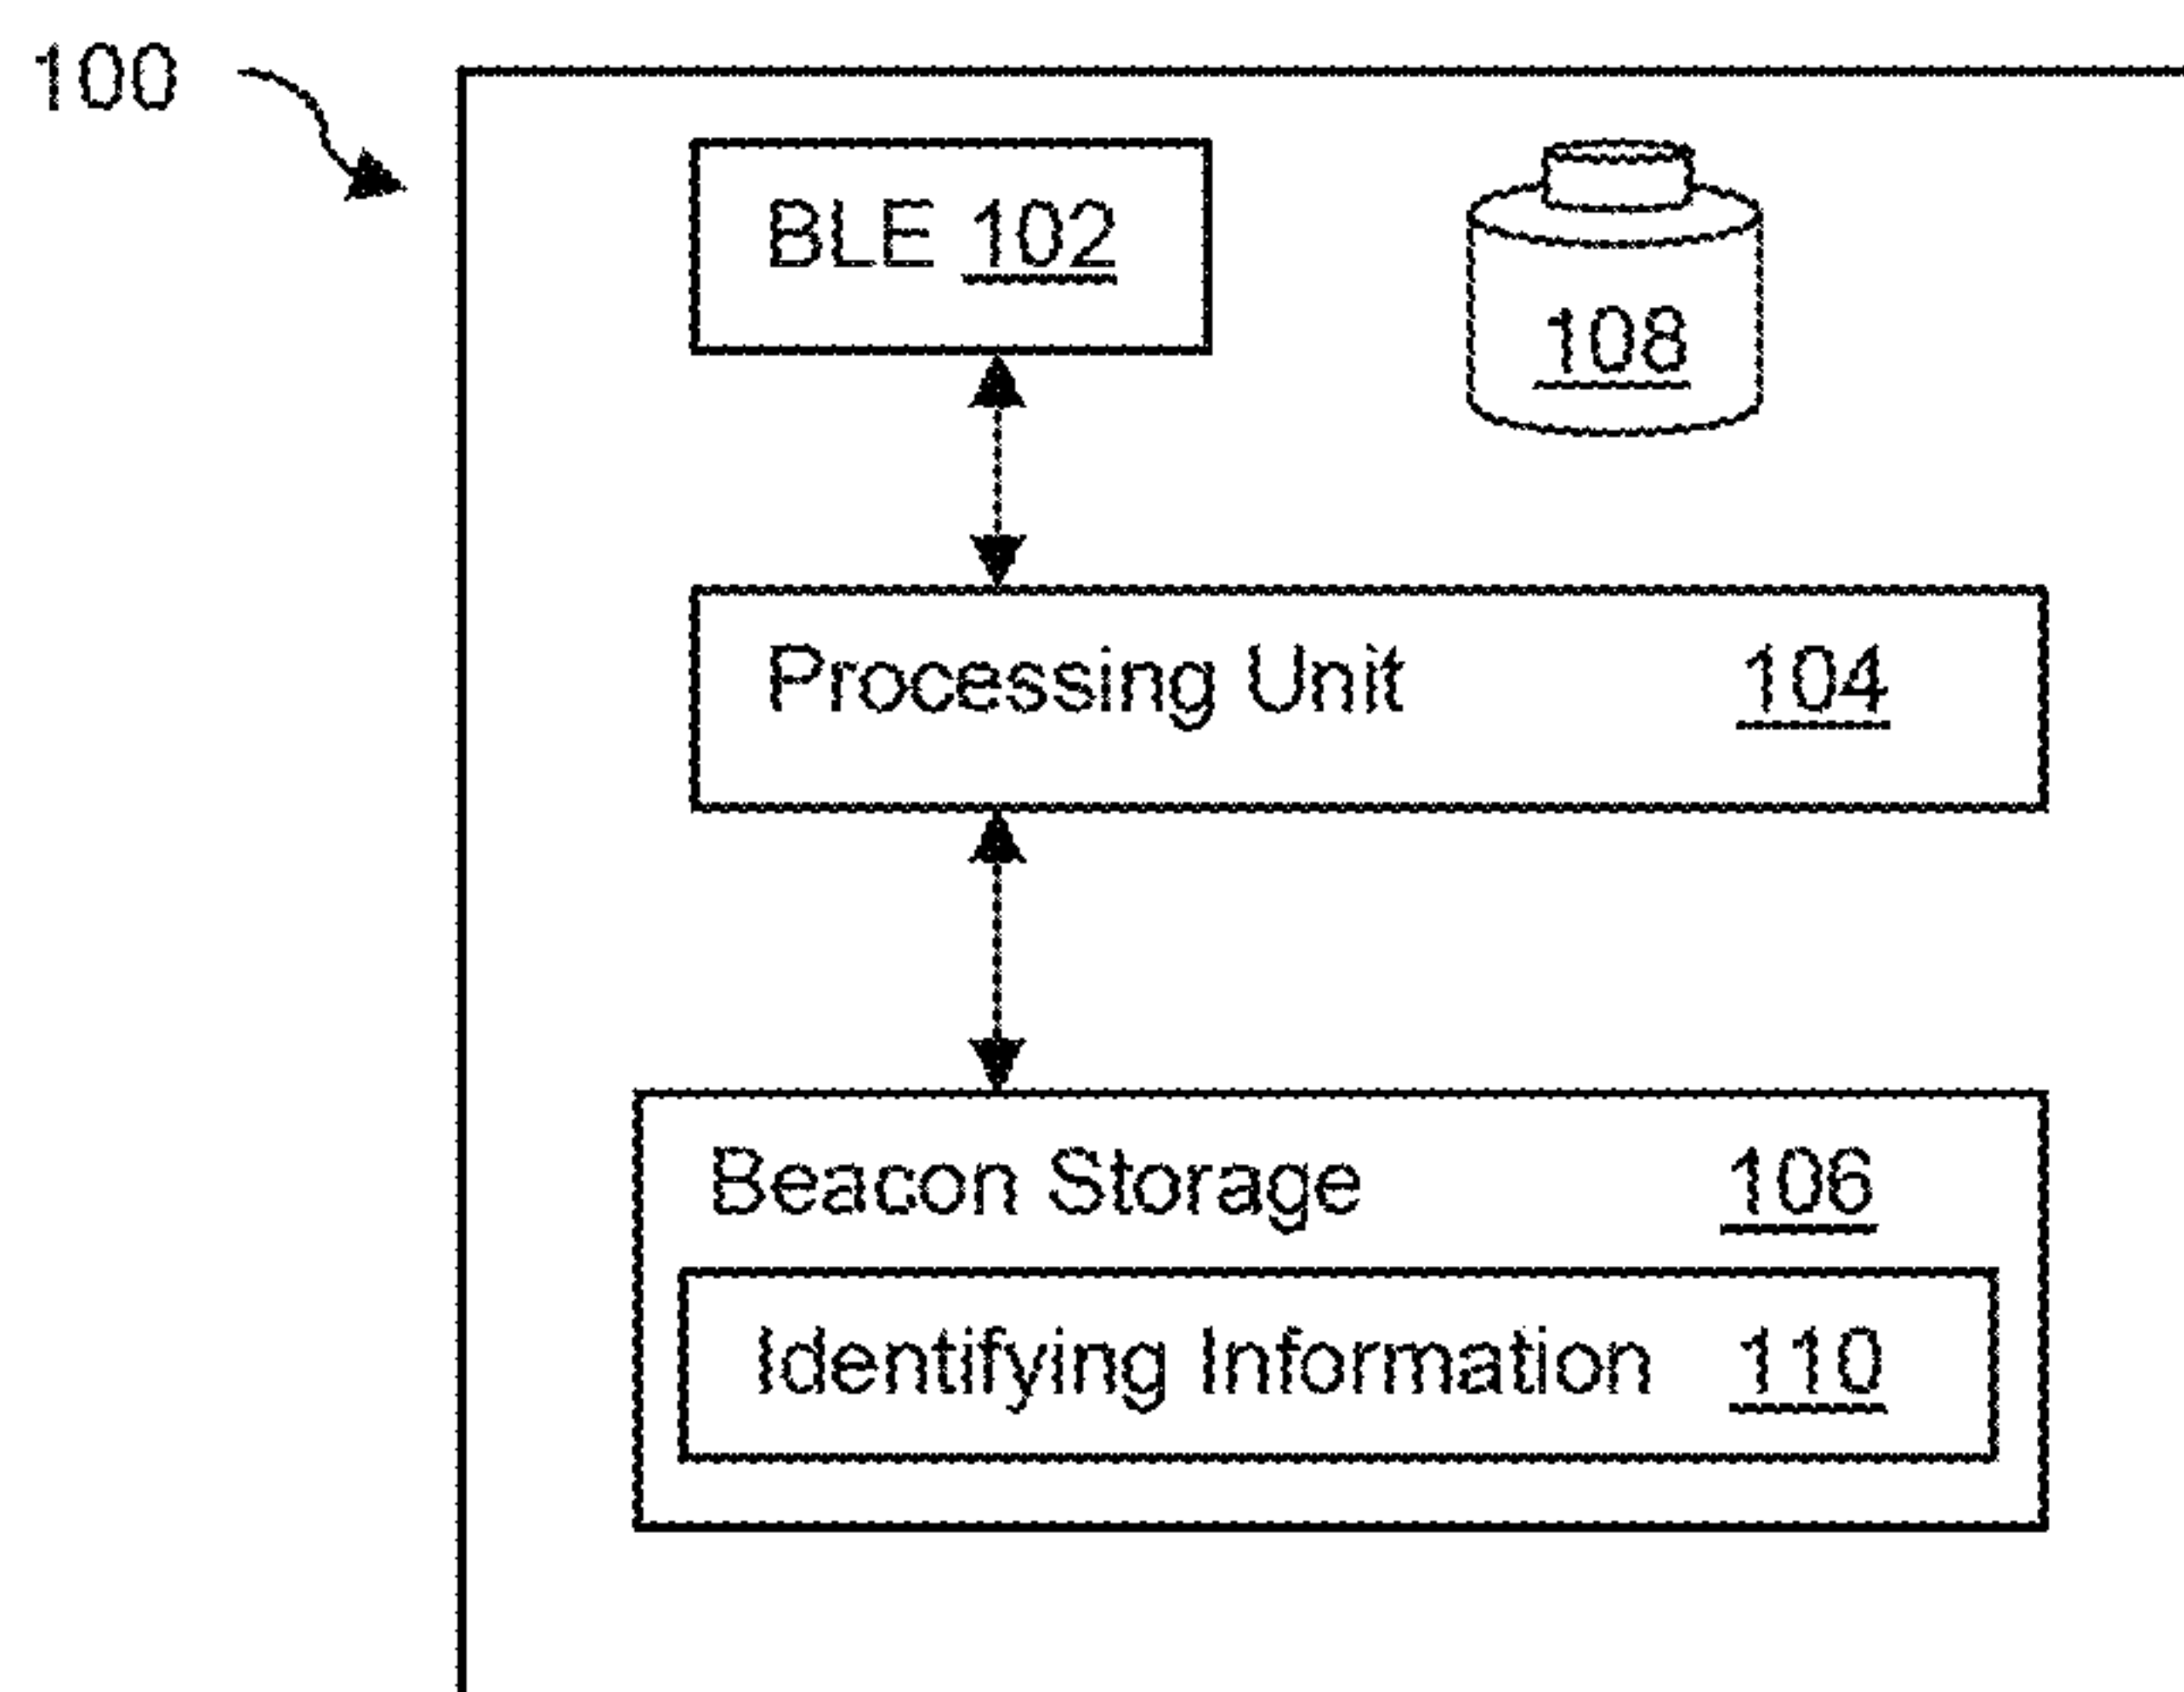 100
BLE 102
108
Processing Unit 104
Beacon Storage 106
Identifying Information 110